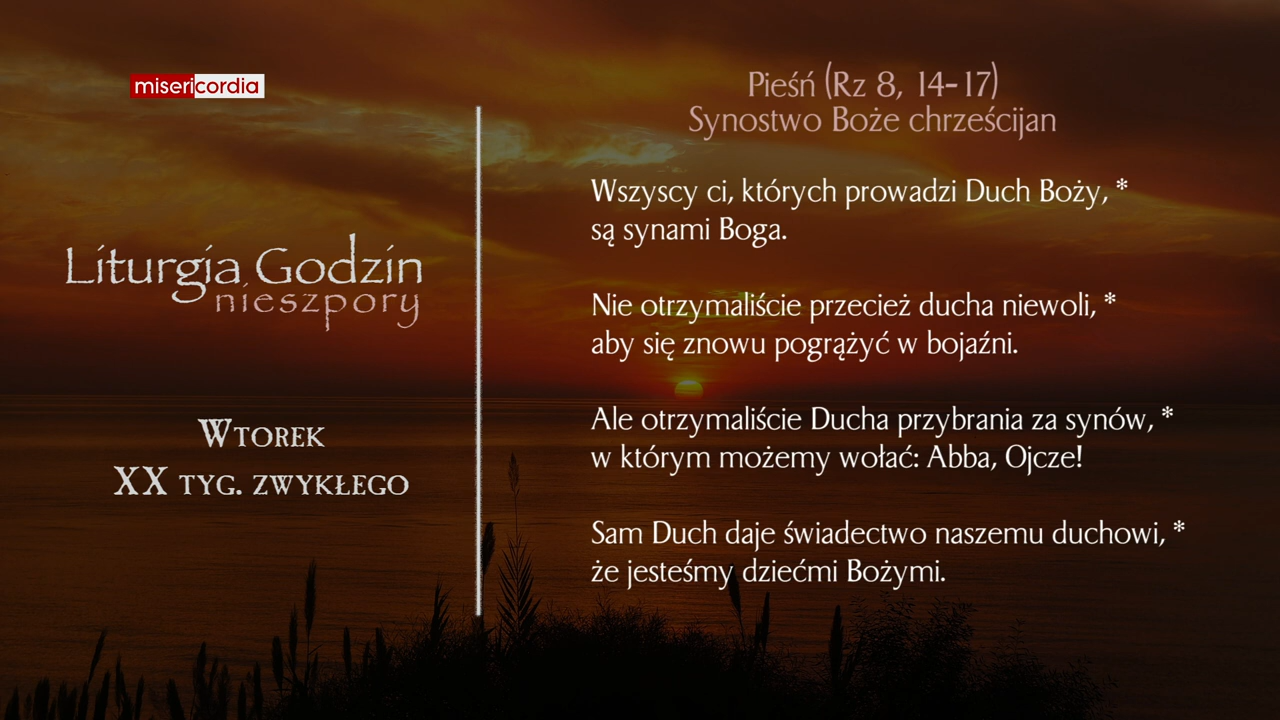 misericordia
Liturgia Godzin
nieszpory
Wtorek
XX tyg. zwykłego
Pieśń (Rz 8, 14-17)
Synostwo Boże chrześcijan
Wszyscy ci, których prowadzi Duch Boży, *
są synami Boga.
Nie otrzymaliście przecież ducha niewoli, *
aby się znowu pogrążyć w bojaźni.
Ale otrzymaliście Ducha przybrania za synów, *
w którym możemy wołać: Abba, Ojcze!
Sam Duch daje świadectwo naszemu duchowi, *
że jesteśmy dziećmi Bożymi.